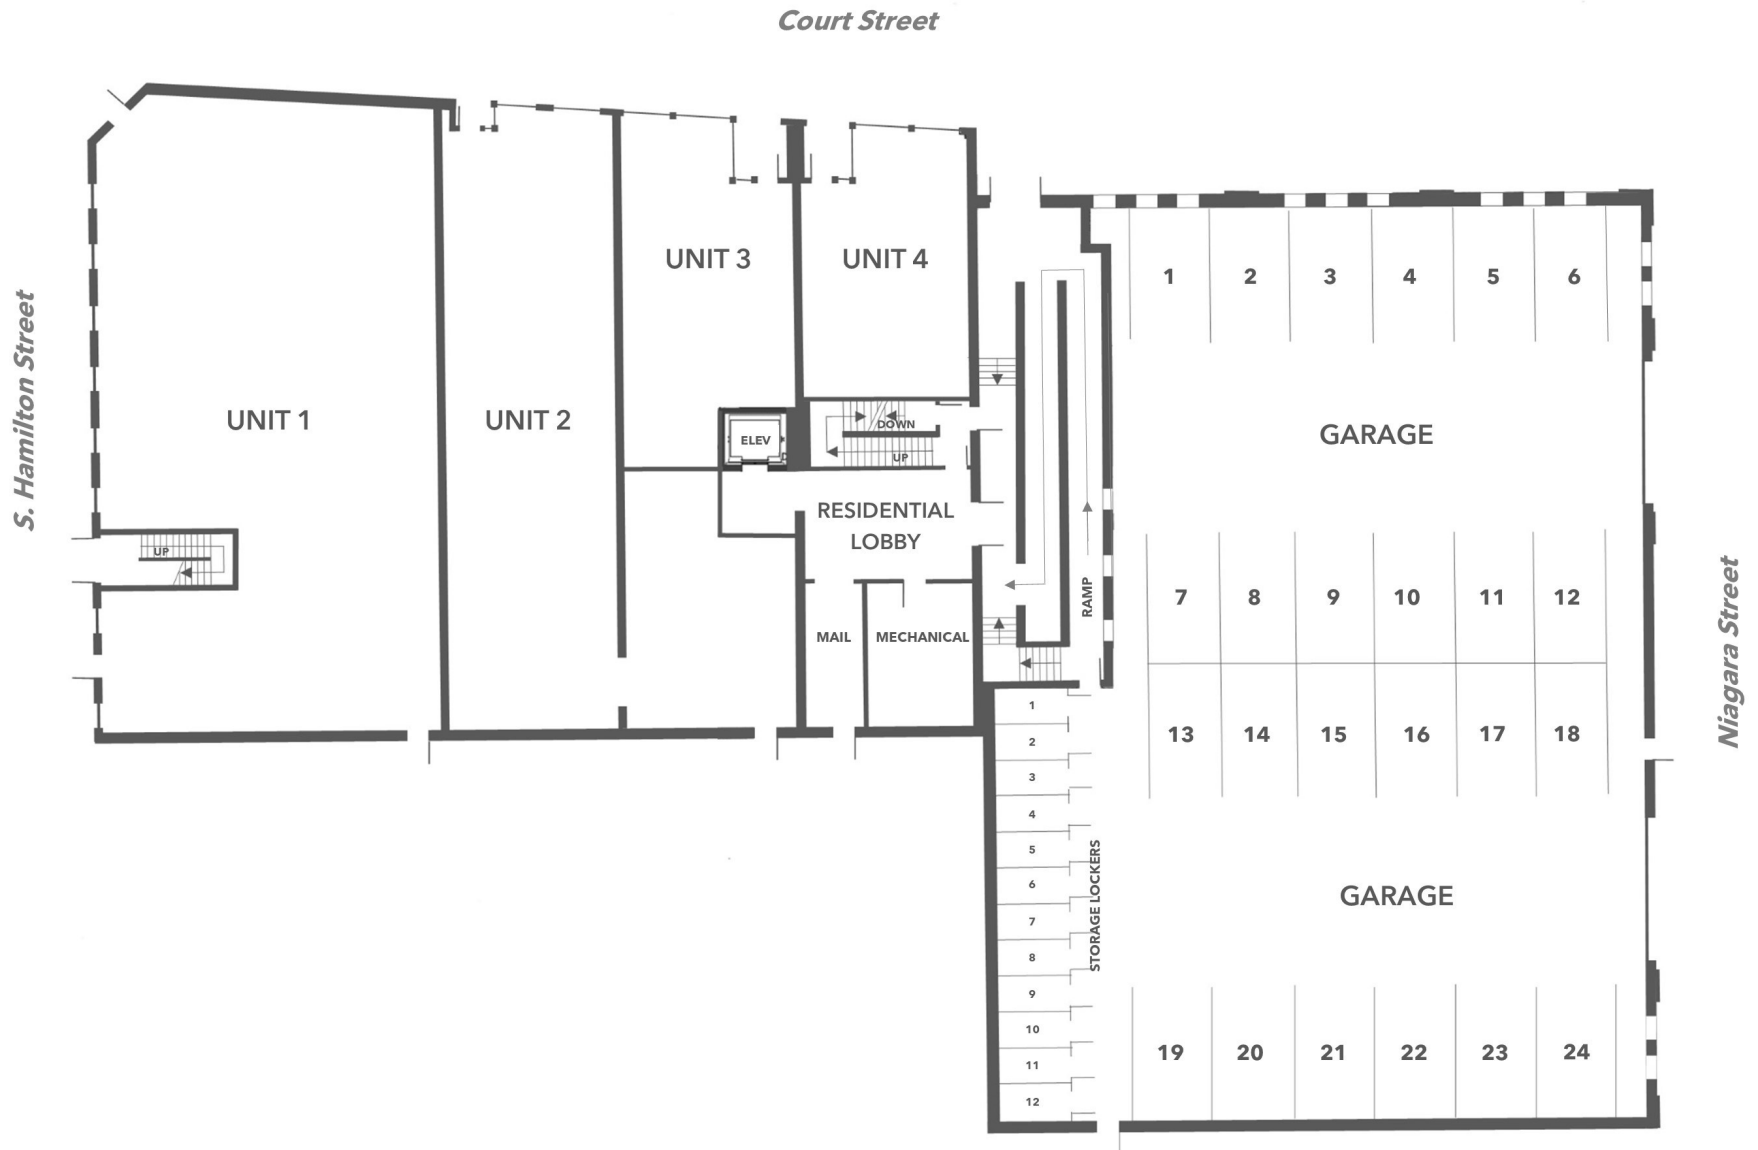 Court Street
S. Hamilton Street
Niagara Street
UNIT 1
UNIT 2
UNIT 3
UNIT 4
ELEV
DOWN
UP
UP
RESIDENTIAL
LOBBY
MAIL
MECHANICAL
RAMP
GARAGE
1 2 3 4 5 6
7 8 9 10 11 12
13 14 15 16 17 18
GARAGE
19 20 21 22 23 24
STORAGE LOCKERS
1
2
3
4
5
6
7
8
9
10
11
12